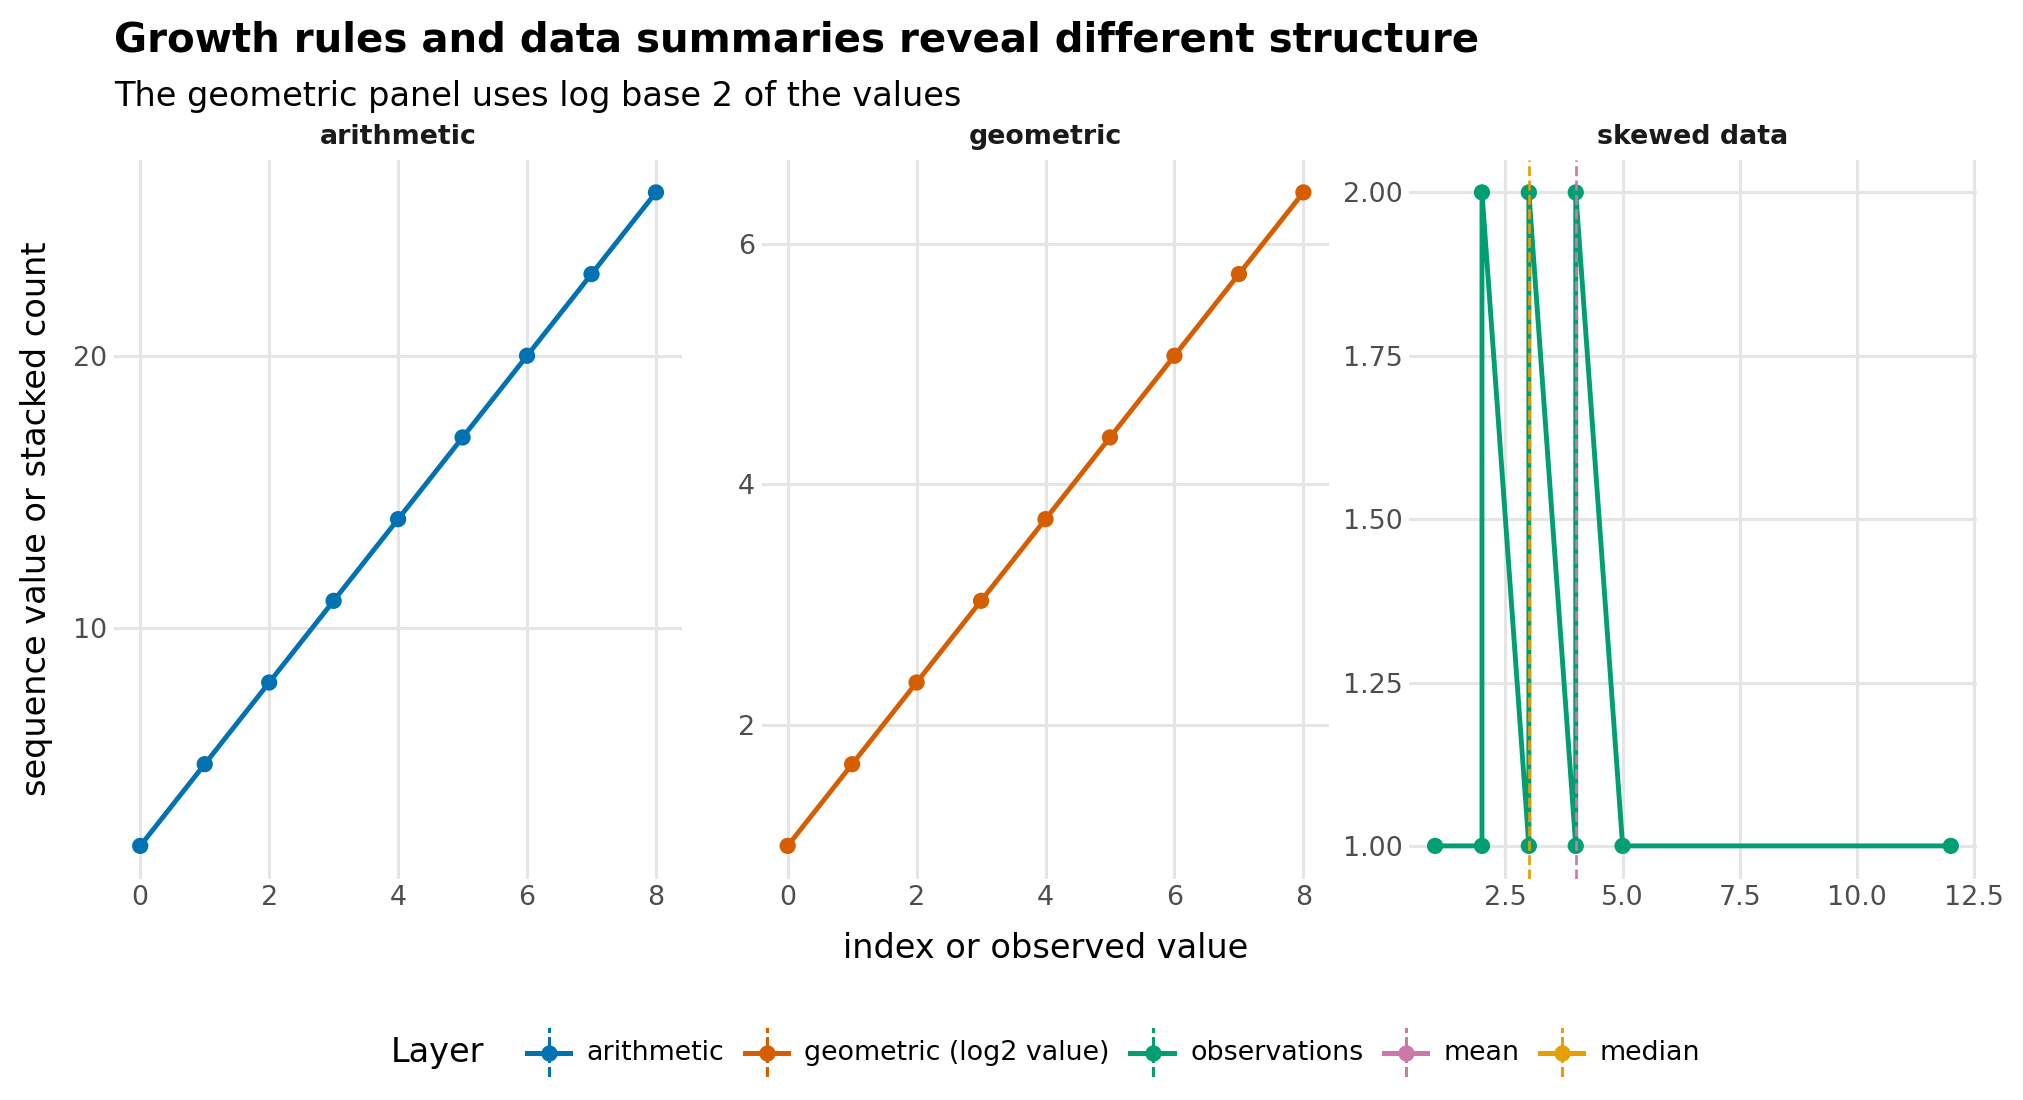 Growth rules and data summaries reveal different structure
The geometric panel uses log base 2 of the values
arithmetic
geometric
skewed data
sequence value or stacked count
20
10
0 2 4 6 8
6
4
2
0 2 4 6 8
2.00
1.75
1.50
1.25
1.00
2.5 5.0 7.5 10.0 12.5
index or observed value
Layer arithmetic geometric (log2 value) observations mean median